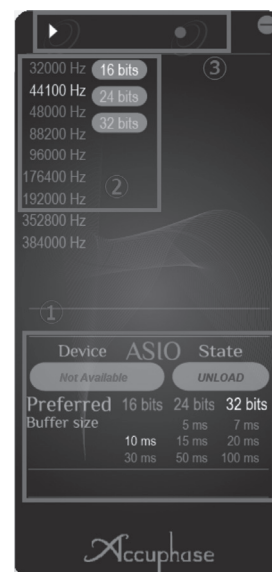 ③
32000 Hz 16 bits
44100 Hz 24 bits
48000 Hz 32 bits
88200 Hz
96000 Hz
176400 Hz ②
192000 Hz
352800 Hz
384000 Hz
①
Device ASIO State
Not Available UNLOAD
Preferred 16 bits 24 bits 32 bits
Buffer size 5 ms 7 ms
10 ms 15 ms 20 ms
30 ms 50 ms 100 ms
Accuphase